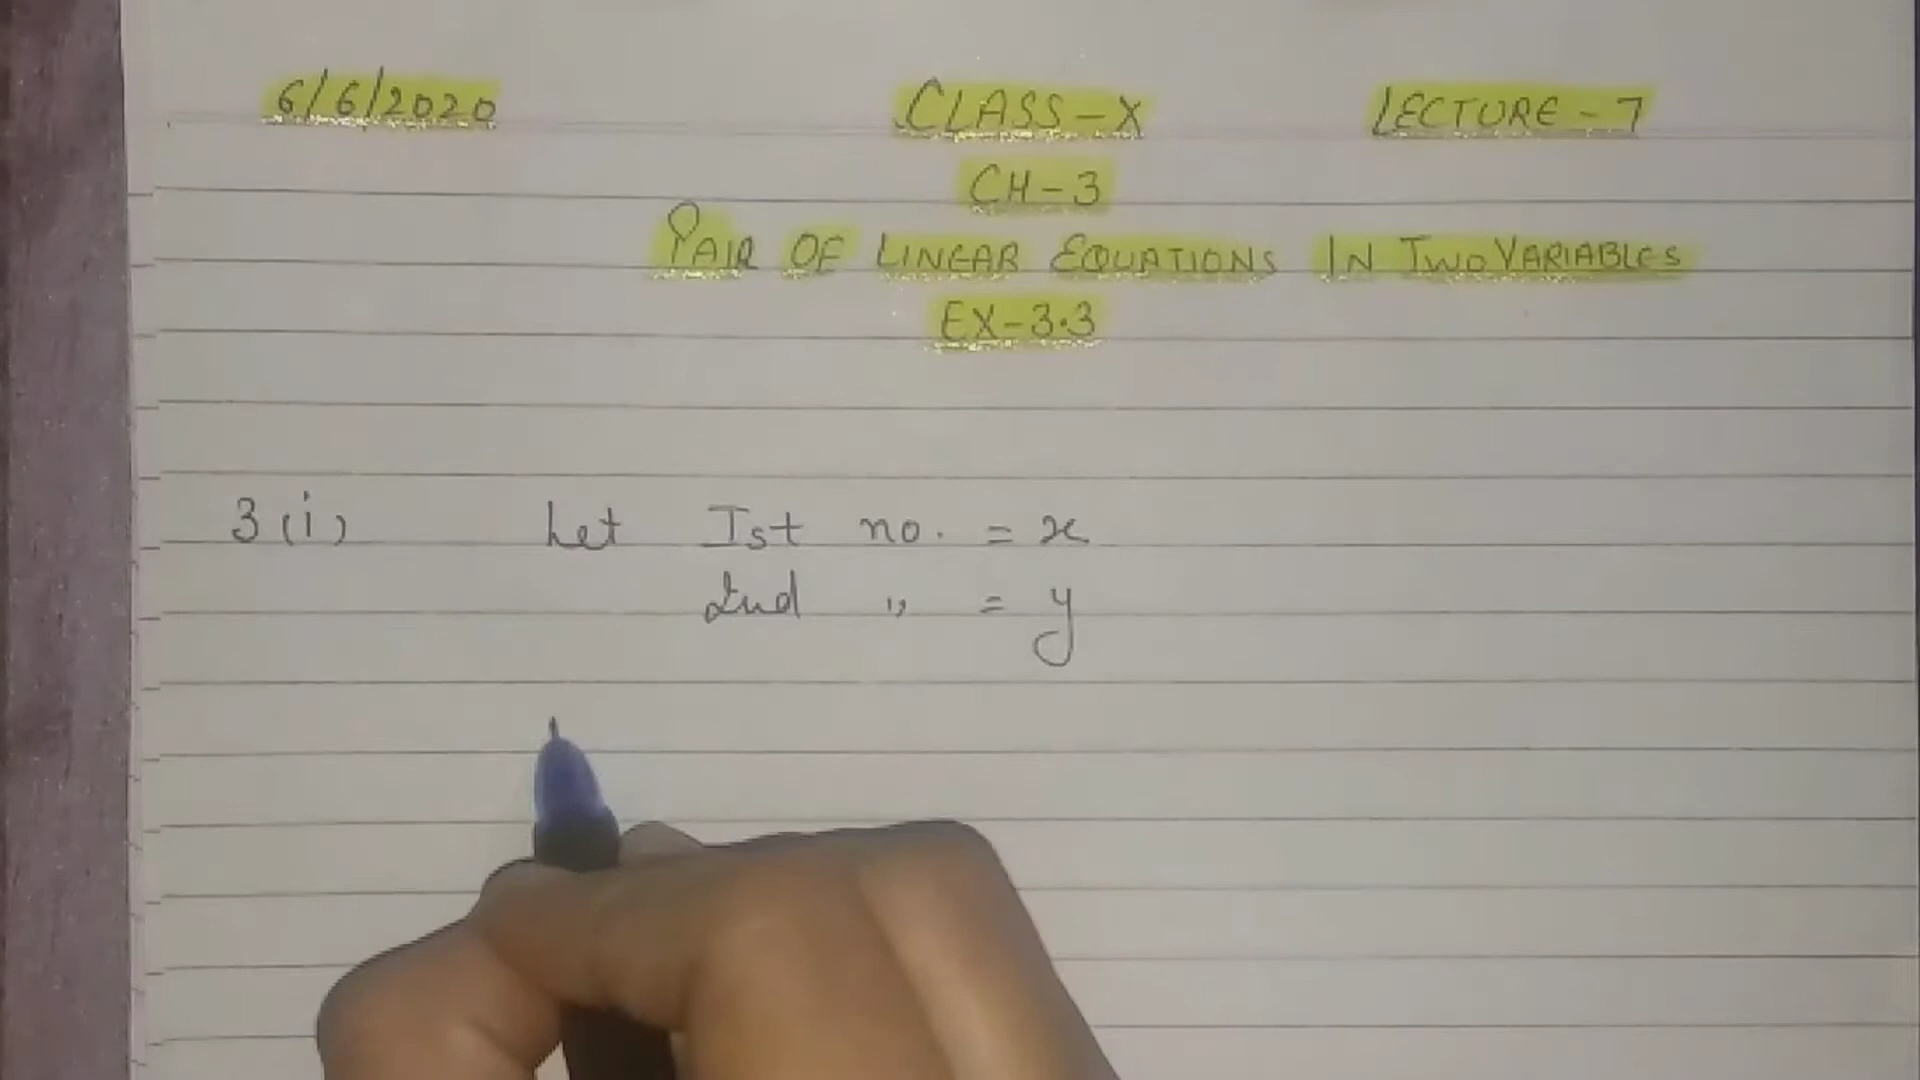 6/6/2020 CLASS-X LECTURE-7
CH-3
PAIR OF LINEAR EQUATIONS IN TWO VARIABLES
EX-3.3
3(i) Let Ist no. = x
2nd " = y